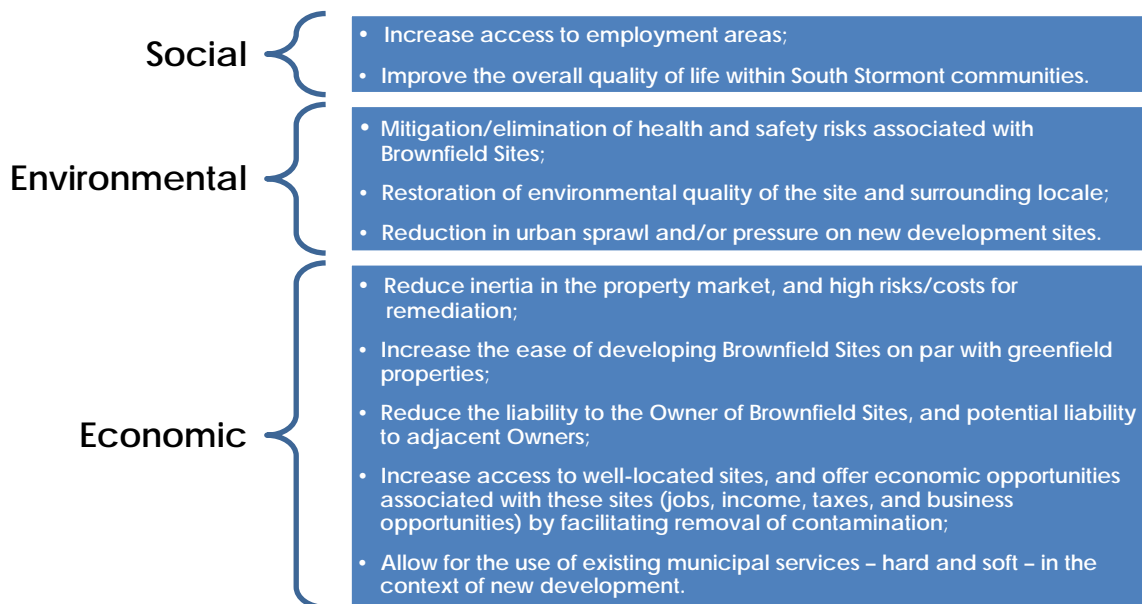 Social
• Increase access to employment areas;
• Improve the overall quality of life within South Stormont communities.
Environmental
• Mitigation/elimination of health and safety risks associated with
Brownfield Sites;
• Restoration of environmental quality of the site and surrounding locale;
• Reduction in urban sprawl and/or pressure on new development sites.
Economic
• Reduce inertia in the property market, and high risks/costs for
remediation;
• Increase the ease of developing Brownfield Sites on par with greenfield
properties;
• Reduce the liability to the Owner of Brownfield Sites, and potential liability
to adjacent Owners;
• Increase access to well-located sites, and offer economic opportunities
associated with these sites (jobs, income, taxes, and business
opportunities) by facilitating removal of contamination;
• Allow for the use of existing municipal services – hard and soft – in the
context of new development.